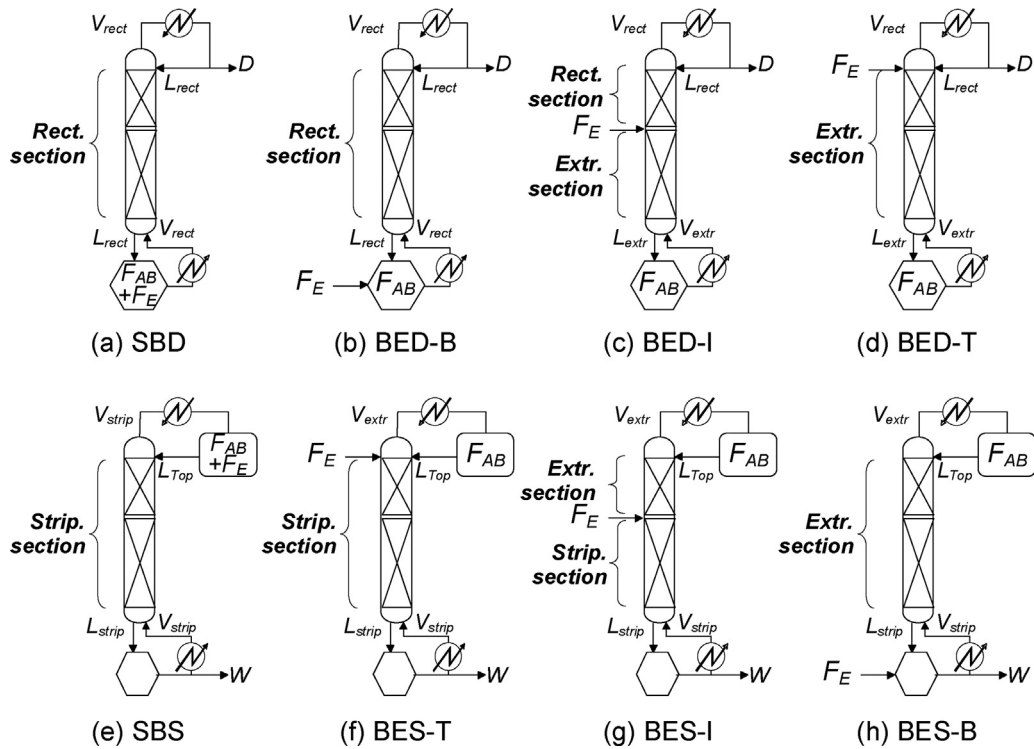 V_rect
D
L_rect
Rect.
section
L_rect
V_rect
F_AB
+F_E
(a) SBD
V_rect
D
L_rect
Rect.
section
L_rect
V_rect
F_E
F_AB
(b) BED-B
V_rect
D
L_rect
Rect.
section
F_E
Extr.
section
L_extr
V_extr
F_AB
(c) BED-I
V_rect
F_E
D
L_rect
Extr.
section
L_extr
V_extr
F_AB
(d) BED-T
V_strip
F_AB
+F_E
L_Top
Strip.
section
L_strip
V_strip
W
(e) SBS
V_extr
F_E
F_AB
L_Top
Strip.
section
L_strip
V_strip
W
(f) BES-T
V_extr
F_AB
L_Top
Extr.
section
F_E
Strip.
section
L_strip
V_strip
W
(g) BES-I
V_extr
F_AB
L_Top
Extr.
section
L_strip
V_strip
F_E
W
(h) BES-B